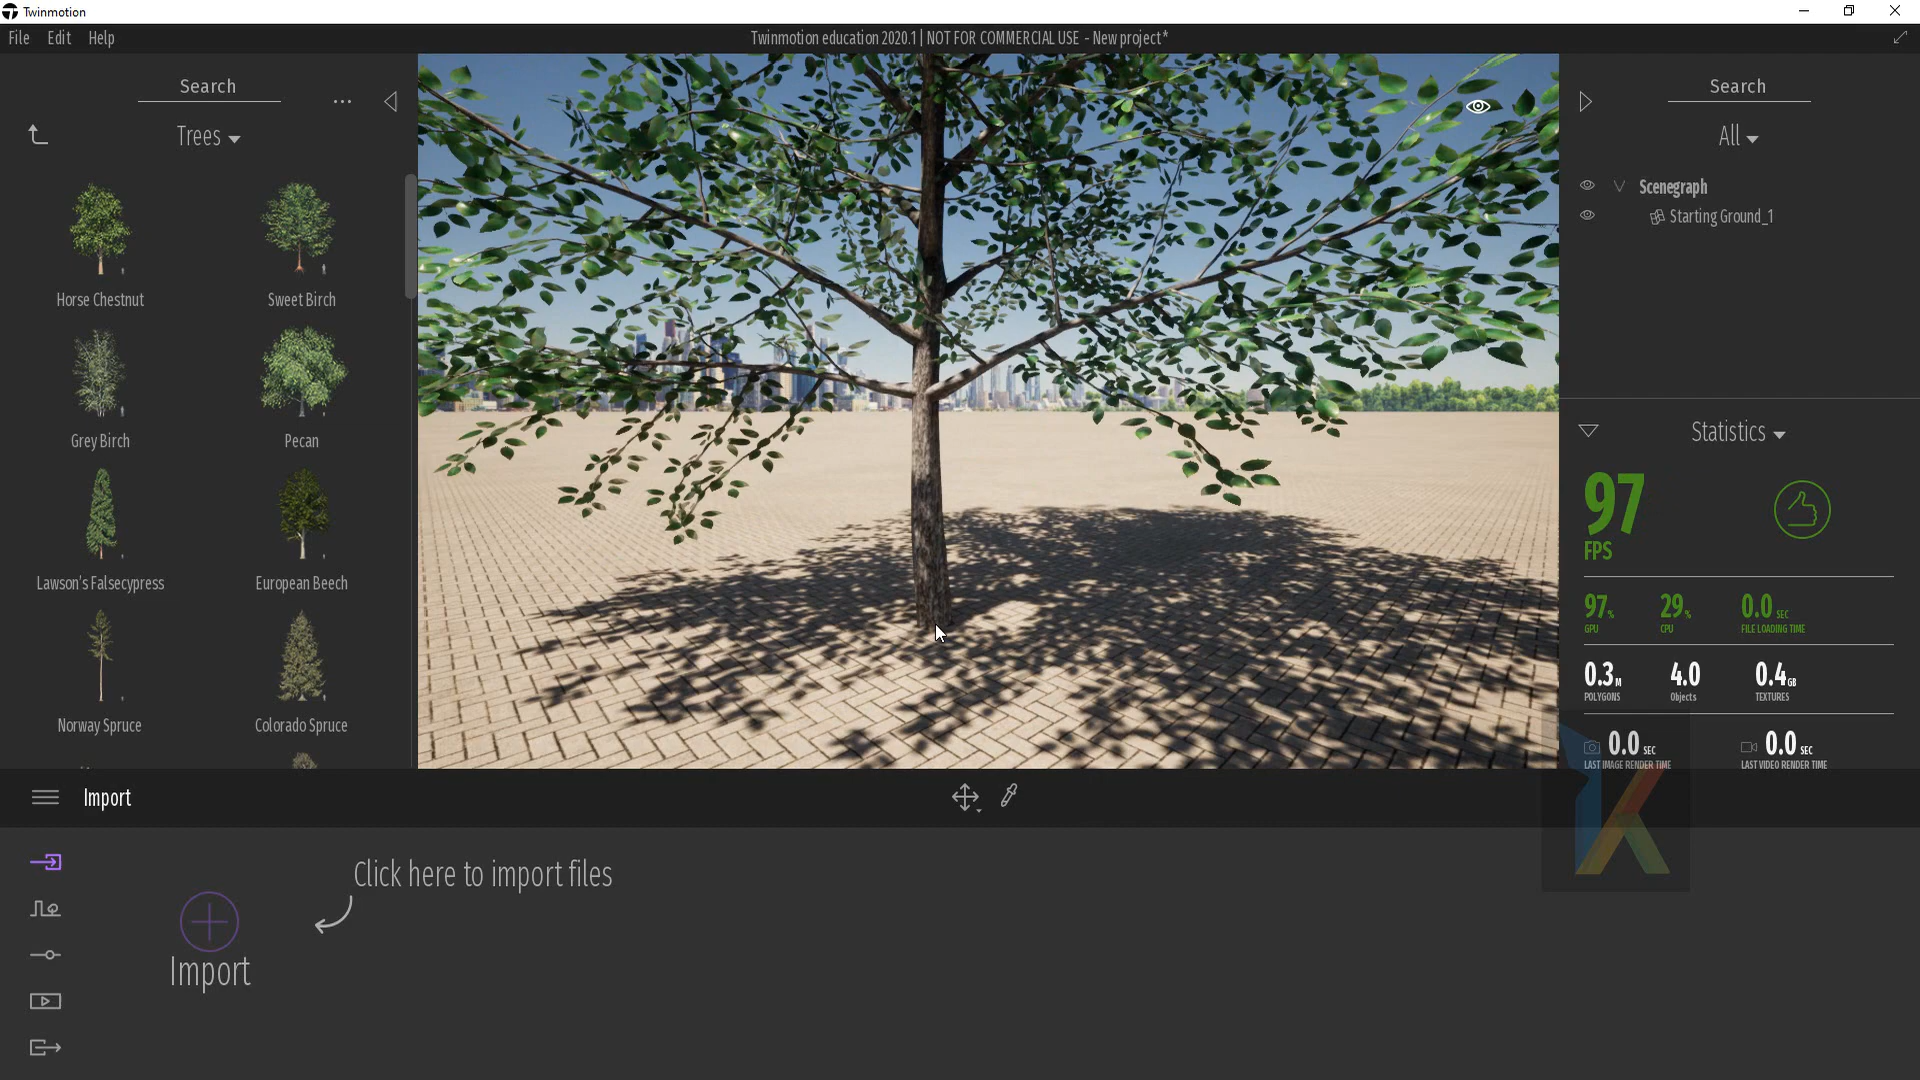 Twinmotion
File Edit Help
Twinmotion education 2020.1 | NOT FOR COMMERCIAL USE - New project*
Search
...
Trees
Horse Chestnut
Sweet Birch
Grey Birch
Pecan
Lawson's Falsecypress
European Beech
Norway Spruce
Colorado Spruce
Search
All
Scenegraph
Starting Ground_1
Statistics
97
FPS
97 % 29 % 0.0 SEC
GPU CPU FILE LOADING TIME
0.3 M 4.0 0.4 GB
POLYGONS Objects TEXTURES
0.0 SEC 0.0 SEC
LAST IMAGE RENDER TIME LAST VIDEO RENDER TIME
Import
Click here to import files
Import